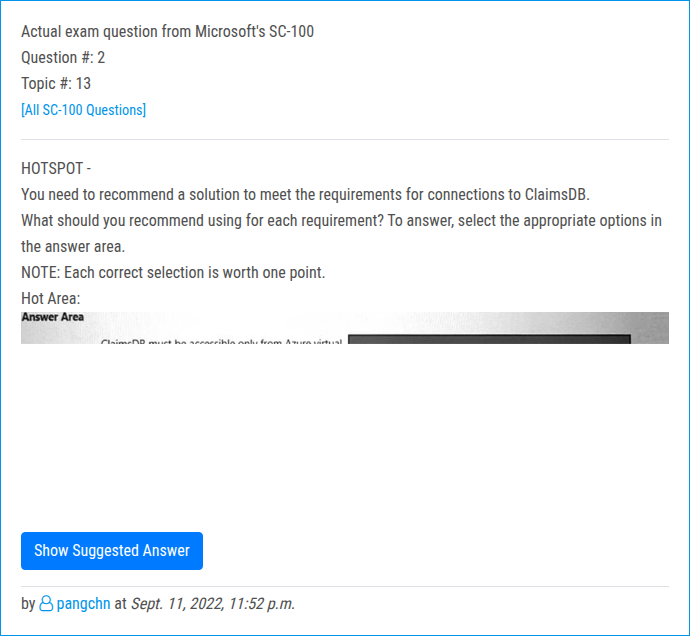 Actual exam question from Microsoft's SC-100
Question #: 2
Topic #: 13
[All SC-100 Questions]
HOTSPOT -
You need to recommend a solution to meet the requirements for connections to ClaimsDB.
What should you recommend using for each requirement? To answer, select the appropriate options in
the answer area.
NOTE: Each correct selection is worth one point.
Hot Area:
Answer Area
ClaimsDB must be accessible only from Azure virtual
Show Suggested Answer
by pangchn at Sept. 11, 2022, 11:52 p.m.